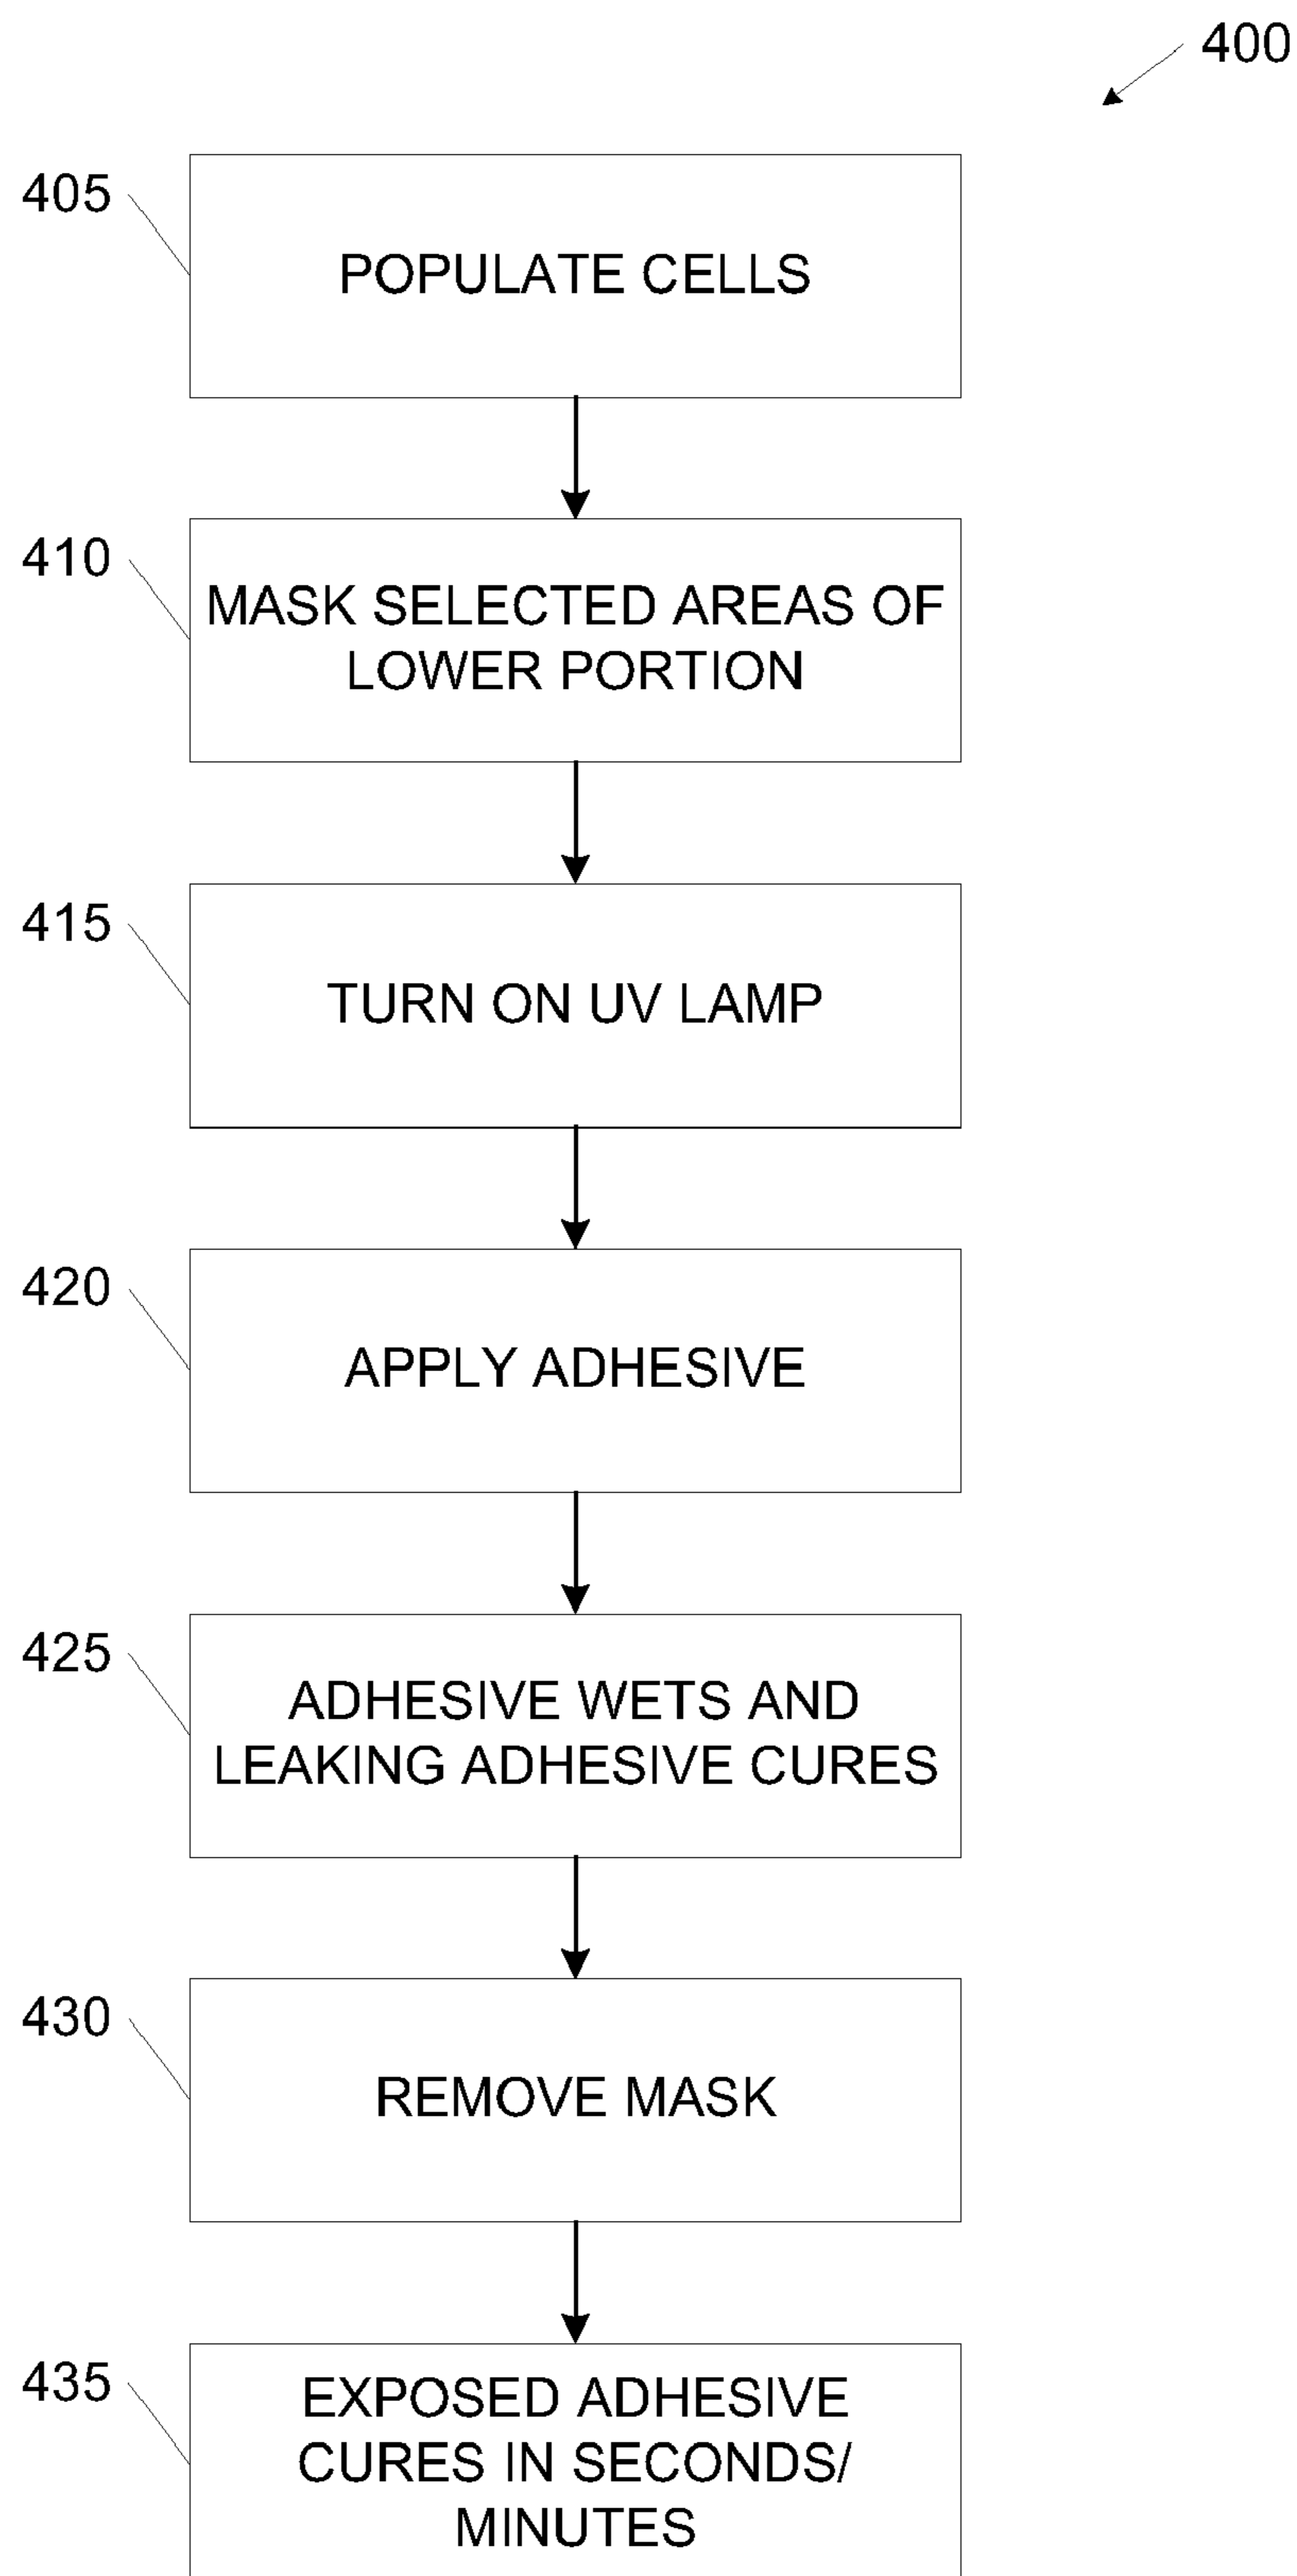 400
405
POPULATE CELLS
410
MASK SELECTED AREAS OF
LOWER PORTION
415
TURN ON UV LAMP
420
APPLY ADHESIVE
425
ADHESIVE WETS AND
LEAKING ADHESIVE CURES
430
REMOVE MASK
435
EXPOSED ADHESIVE
CURES IN SECONDS/
MINUTES